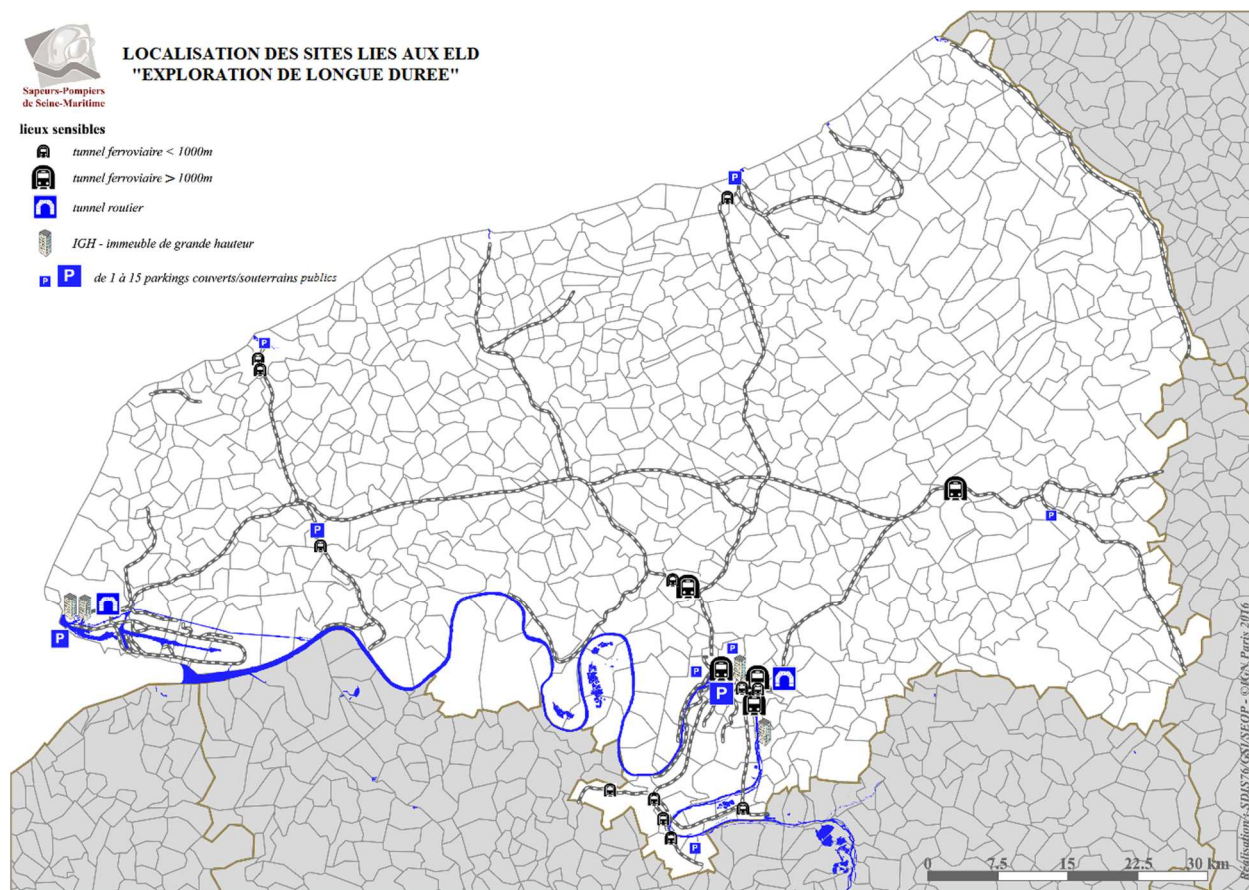 LOCALISATION DES SITES LIES AUX ELD
"EXPLORATION DE LONGUE DUREE"
Sapeurs-Pompiers
de Seine-Maritime
lieux sensibles
tunnel ferroviaire < 1000m
tunnel ferroviaire > 1000m
tunnel routier
IGH - immeuble de grande hauteur
P P de 1 à 15 parkings couverts/souterrains publics
P
P
P
P
P
P
P
P
P
0 7.5 15 22.5 30 km
Réalisation : SDIS76/GSI/SEOP - ©IGN Paris 2016